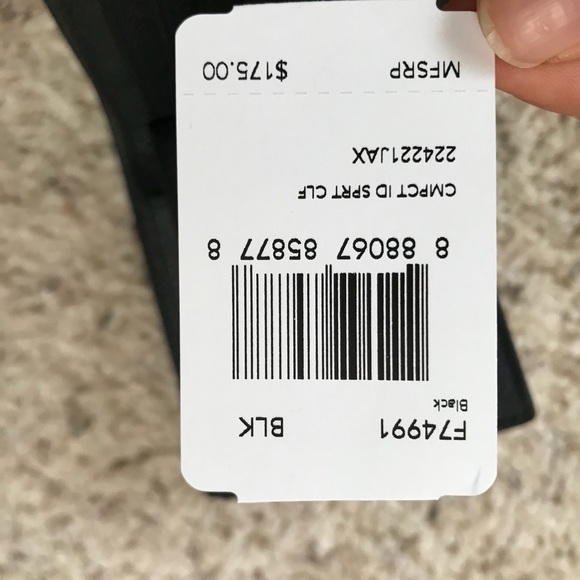 F74991 BLK
Black
8 88067 85877 8
CMPCT ID SPRT CLF
224221JAX
MFSRP $175.00